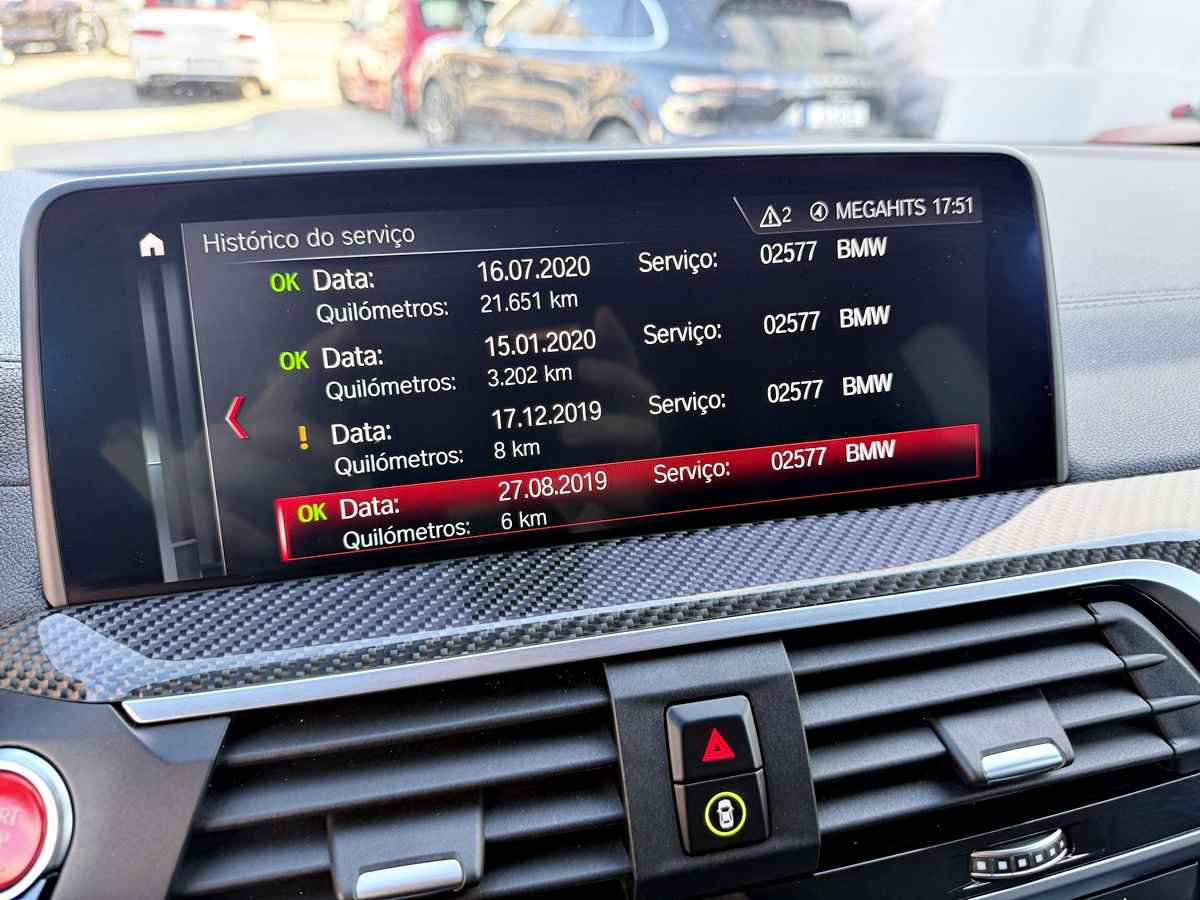 2 MEGAHITS 17:51
Histórico do serviço
OK Data: 16.07.2020 Serviço: 02577 BMW
Quilómetros: 21.651 km
OK Data: 15.01.2020 Serviço: 02577 BMW
Quilómetros: 3.202 km
! Data: 17.12.2019 Serviço: 02577 BMW
Quilómetros: 8 km
OK Data: 27.08.2019 Serviço: 02577 BMW
Quilómetros: 6 km